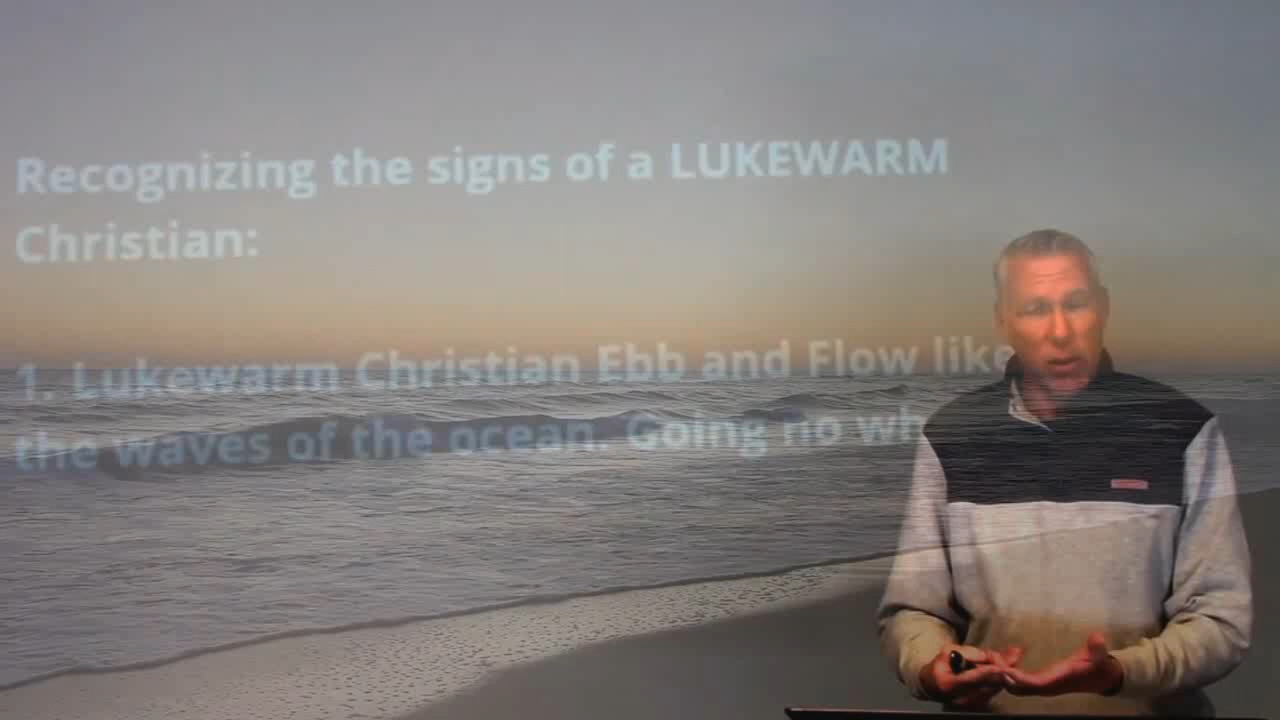 Recognizing the signs of a LUKEWARM
Christian:
1. Lukewarm Christian Ebb and Flow like
the waves of the ocean. Going no